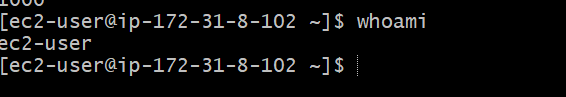 [ec2-user@ip-172-31-8-102 ~]$ whoami
ec2-user
[ec2-user@ip-172-31-8-102 ~]$